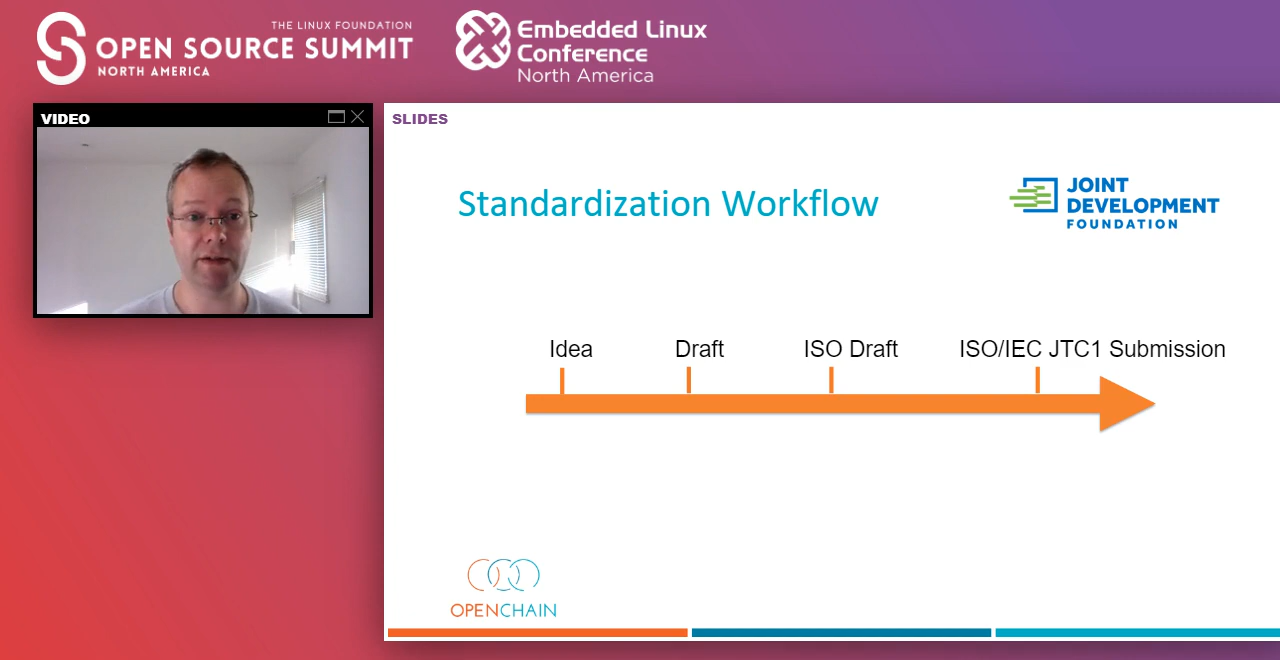 THE LINUX FOUNDATION
OPEN SOURCE SUMMIT
NORTH AMERICA
Embedded Linux
Conference
North America
VIDEO
SLIDES
Standardization Workflow
JOINT
DEVELOPMENT
FOUNDATION
Idea Draft ISO Draft ISO/IEC JTC1 Submission
OPENCHAIN